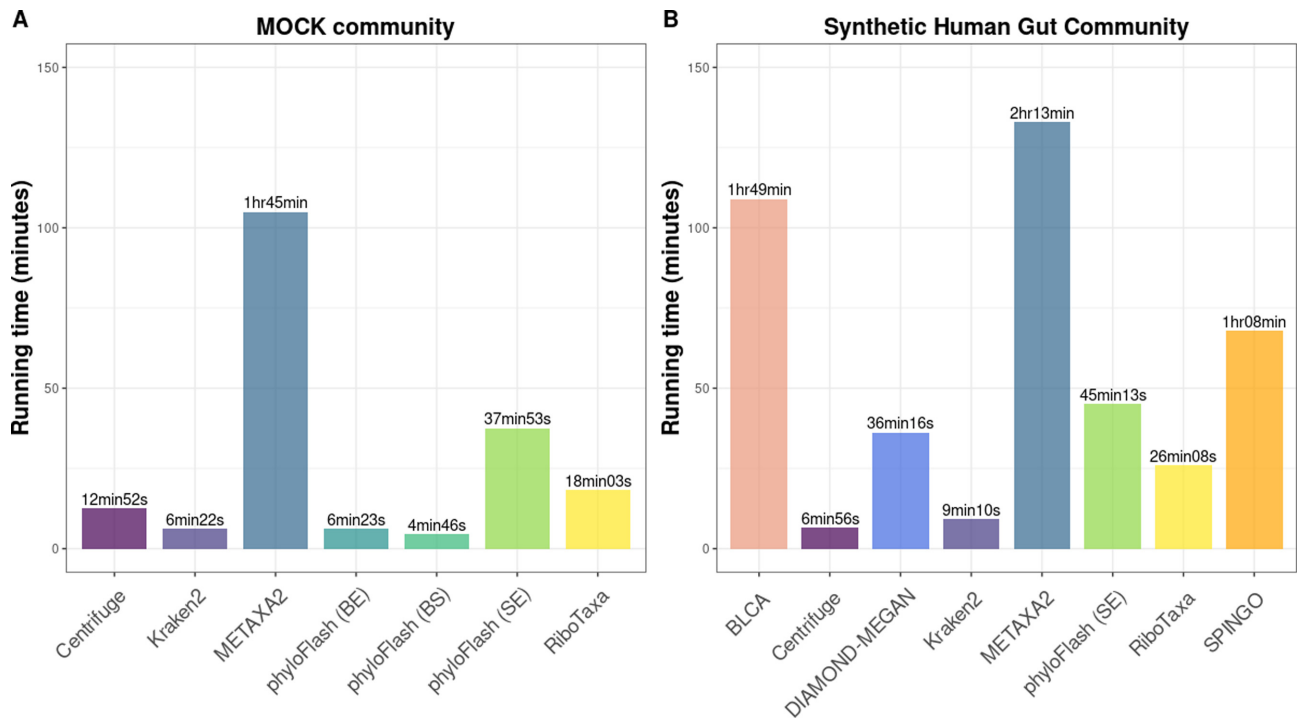 A
MOCK community
Running time (minutes)
150
100
50
0
12min52s
6min22s
1hr45min
6min23s
4min46s
37min53s
18min03s
Centrifuge
Kraken2
METAXA2
phyloFlash (BE)
phyloFlash (BS)
phyloFlash (SE)
RiboTaxa
B
Synthetic Human Gut Community
Running time (minutes)
150
100
50
0
1hr49min
6min56s
36min16s
9min10s
2hr13min
45min13s
26min08s
1hr08min
BLCA
Centrifuge
DIAMOND-MEGAN
Kraken2
METAXA2
phyloFlash (SE)
RiboTaxa
SPINGO